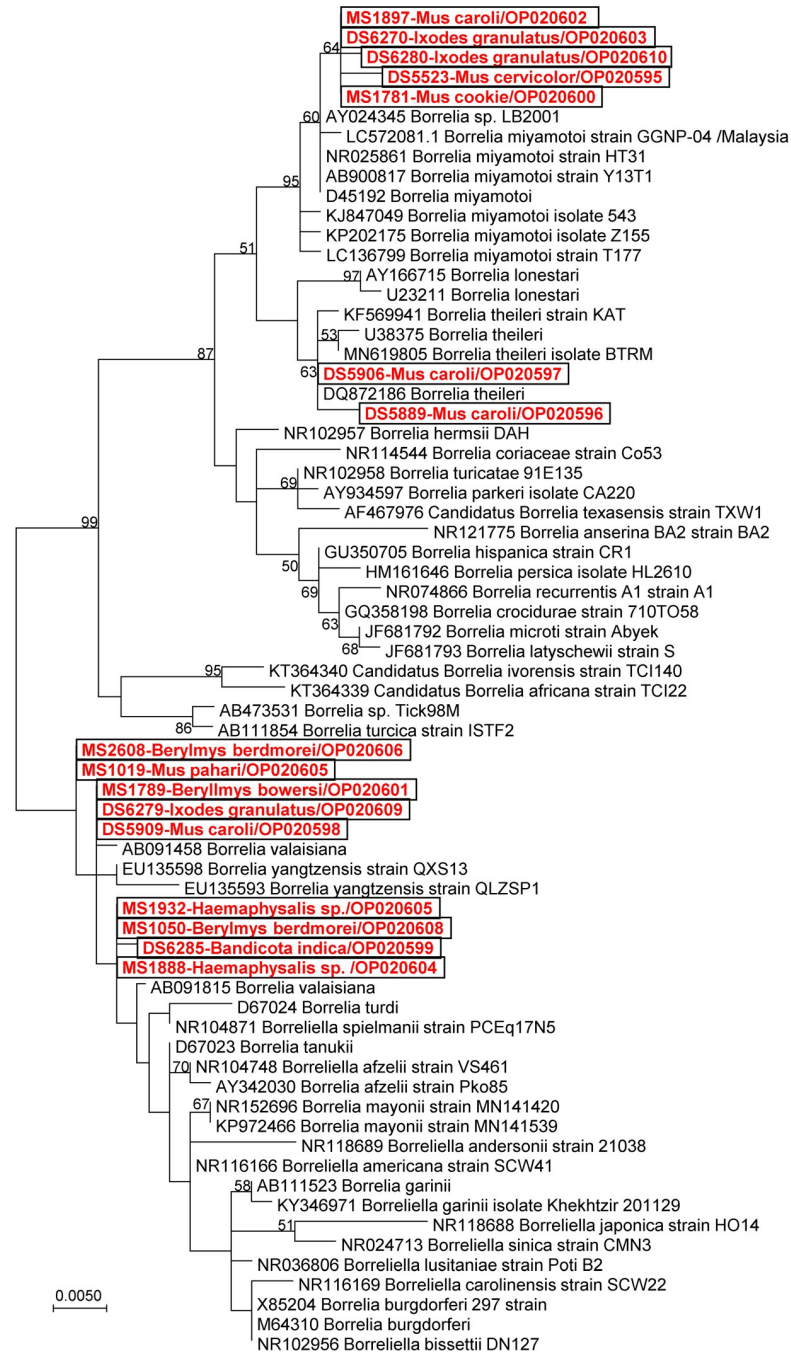 MS1897-Mus caroli/OP020602
DS6270-Ixodes granulatus/OP020603
64
DS6280-Ixodes granulatus/OP020610
DS5523-Mus cervicolor/OP020595
MS1781-Mus cookie/OP020600
60
AY024345 Borrelia sp. LB2001
LC572081.1 Borrelia miyamotoi strain GGNP-04 /Malaysia
NR025861 Borrelia miyamotoi strain HT31
AB900817 Borrelia miyamotoi strain Y13T1
95
D45192 Borrelia miyamotoi
KJ847049 Borrelia miyamotoi isolate 543
KP202175 Borrelia miyamotoi isolate Z155
51
LC136799 Borrelia miyamotoi strain T177
97
AY166715 Borrelia lonestari
U23211 Borrelia lonestari
KF569941 Borrelia theileri strain KAT
53
U38375 Borrelia theileri
87
MN619805 Borrelia theileri isolate BTRM
63
DS5906-Mus caroli/OP020597
DQ872186 Borrelia theileri
DS5889-Mus caroli/OP020596
NR102957 Borrelia hermsii DAH
NR114544 Borrelia coriaceae strain Co53
NR102958 Borrelia turicatae 91E135
69
AY934597 Borrelia parkeri isolate CA220
AF467976 Candidatus Borrelia texasensis strain TXW1
99
NR121775 Borrelia anserina BA2 strain BA2
GU350705 Borrelia hispanica strain CR1
50
HM161646 Borrelia persica isolate HL2610
69
NR074866 Borrelia recurrentis A1 strain A1
GQ358198 Borrelia crocidurae strain 710TO58
63
JF681792 Borrelia microti strain Abyek
68
JF681793 Borrelia latyschewii strain S
95
KT364340 Candidatus Borrelia ivorensis strain TCI140
KT364339 Candidatus Borrelia africana strain TCI22
AB473531 Borrelia sp. Tick98M
86
AB111854 Borrelia turcica strain ISTF2
MS2608-Berylmys berdmorei/OP020606
MS1019-Mus pahari/OP020605
MS1789-Beryllmys bowersi/OP020601
DS6279-Ixodes granulatus/OP020609
DS5909-Mus caroli/OP020598
AB091458 Borrelia valaisiana
EU135598 Borrelia yangtzensis strain QXS13
EU135593 Borrelia yangtzensis strain QLZSP1
MS1932-Haemaphysalis sp./OP020605
MS1050-Berylmys berdmorei/OP020608
DS6285-Bandicota indica/OP020599
MS1888-Haemaphysalis sp. /OP020604
AB091815 Borrelia valaisiana
D67024 Borrelia turdi
NR104871 Borreliella spielmanii strain PCEq17N5
D67023 Borrelia tanukii
70
NR104748 Borreliella afzelii strain VS461
AY342030 Borrelia afzelii strain Pko85
67
NR152696 Borrelia mayonii strain MN141420
KP972466 Borrelia mayonii strain MN141539
NR118689 Borreliella andersonii strain 21038
NR116166 Borreliella americana strain SCW41
58
AB111523 Borrelia garinii
KY346971 Borreliella garinii isolate Khekhtzir 201129
51
NR118688 Borreliella japonica strain HO14
NR024713 Borreliella sinica strain CMN3
NR036806 Borreliella lusitaniae strain Poti B2
NR116169 Borreliella carolinensis strain SCW22
0.0050
X85204 Borrelia burgdorferi 297 strain
M64310 Borrelia burgdorferi
NR102956 Borreliella bissettii DN127